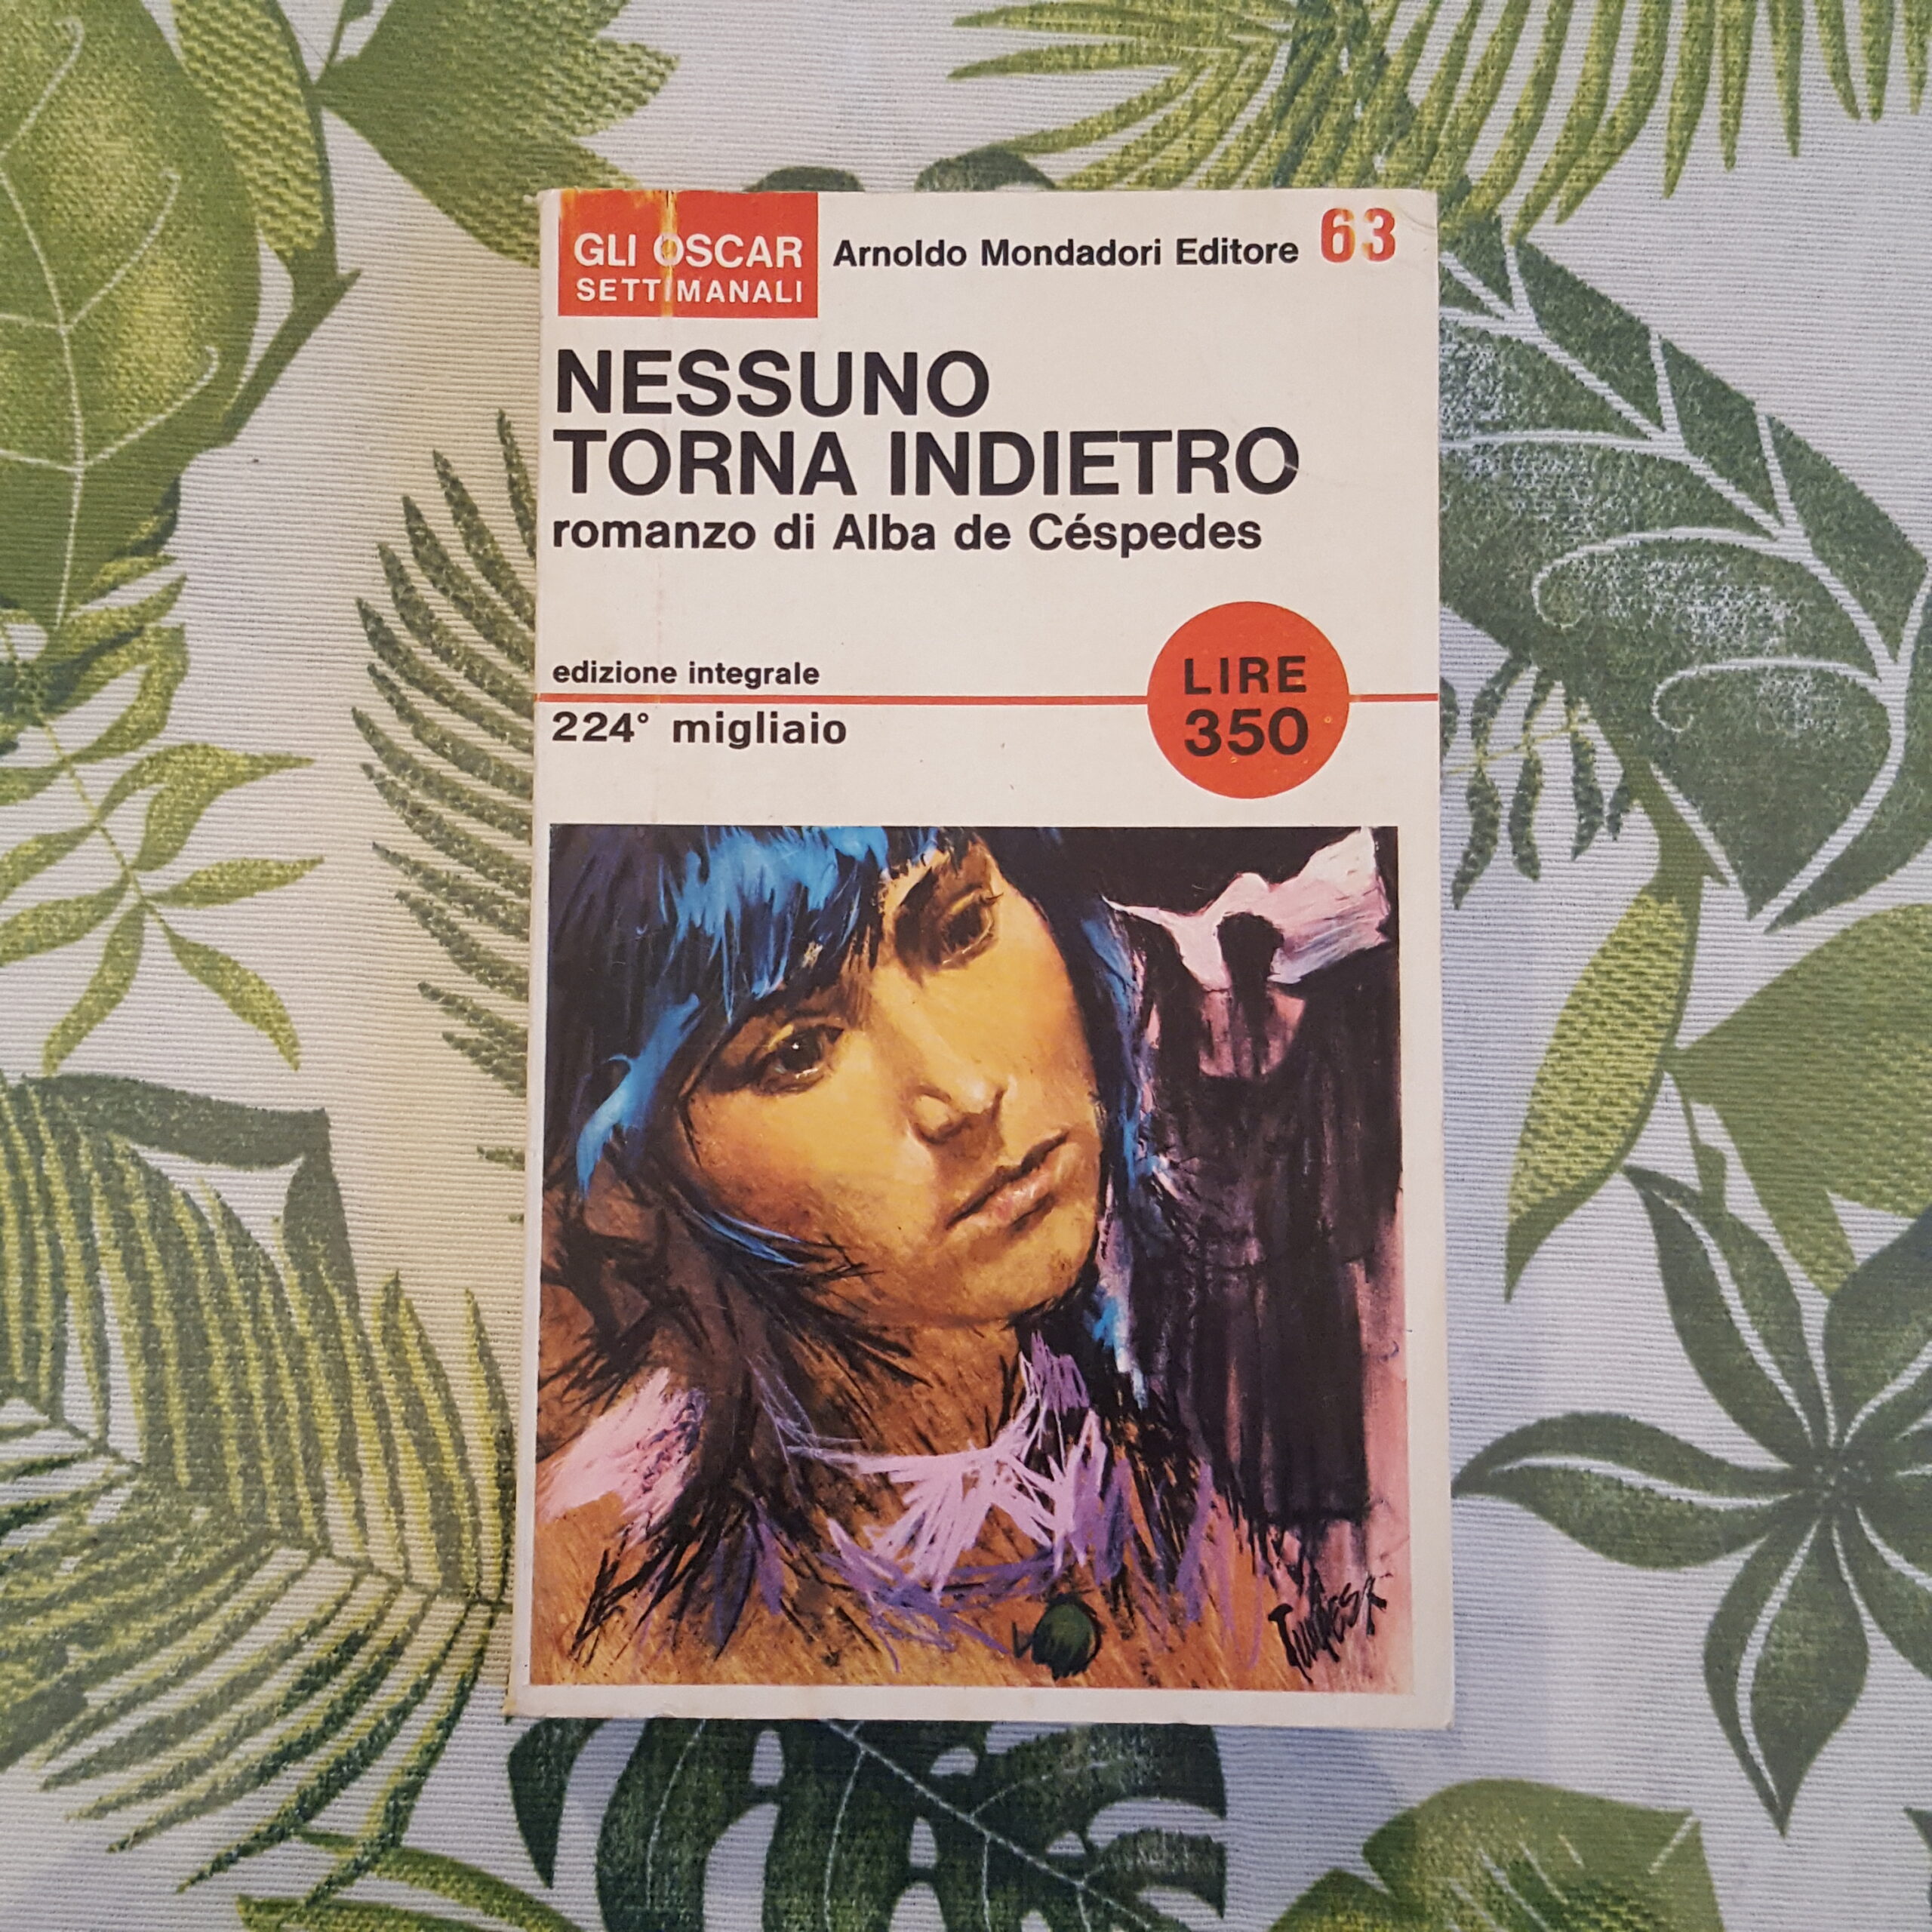 GLI OSCAR
SETTIMANALI
Arnoldo Mondadori Editore 63
NESSUNO
TORNA INDIETRO
romanzo di Alba de Céspedes
edizione integrale
224° migliaio
LIRE
350